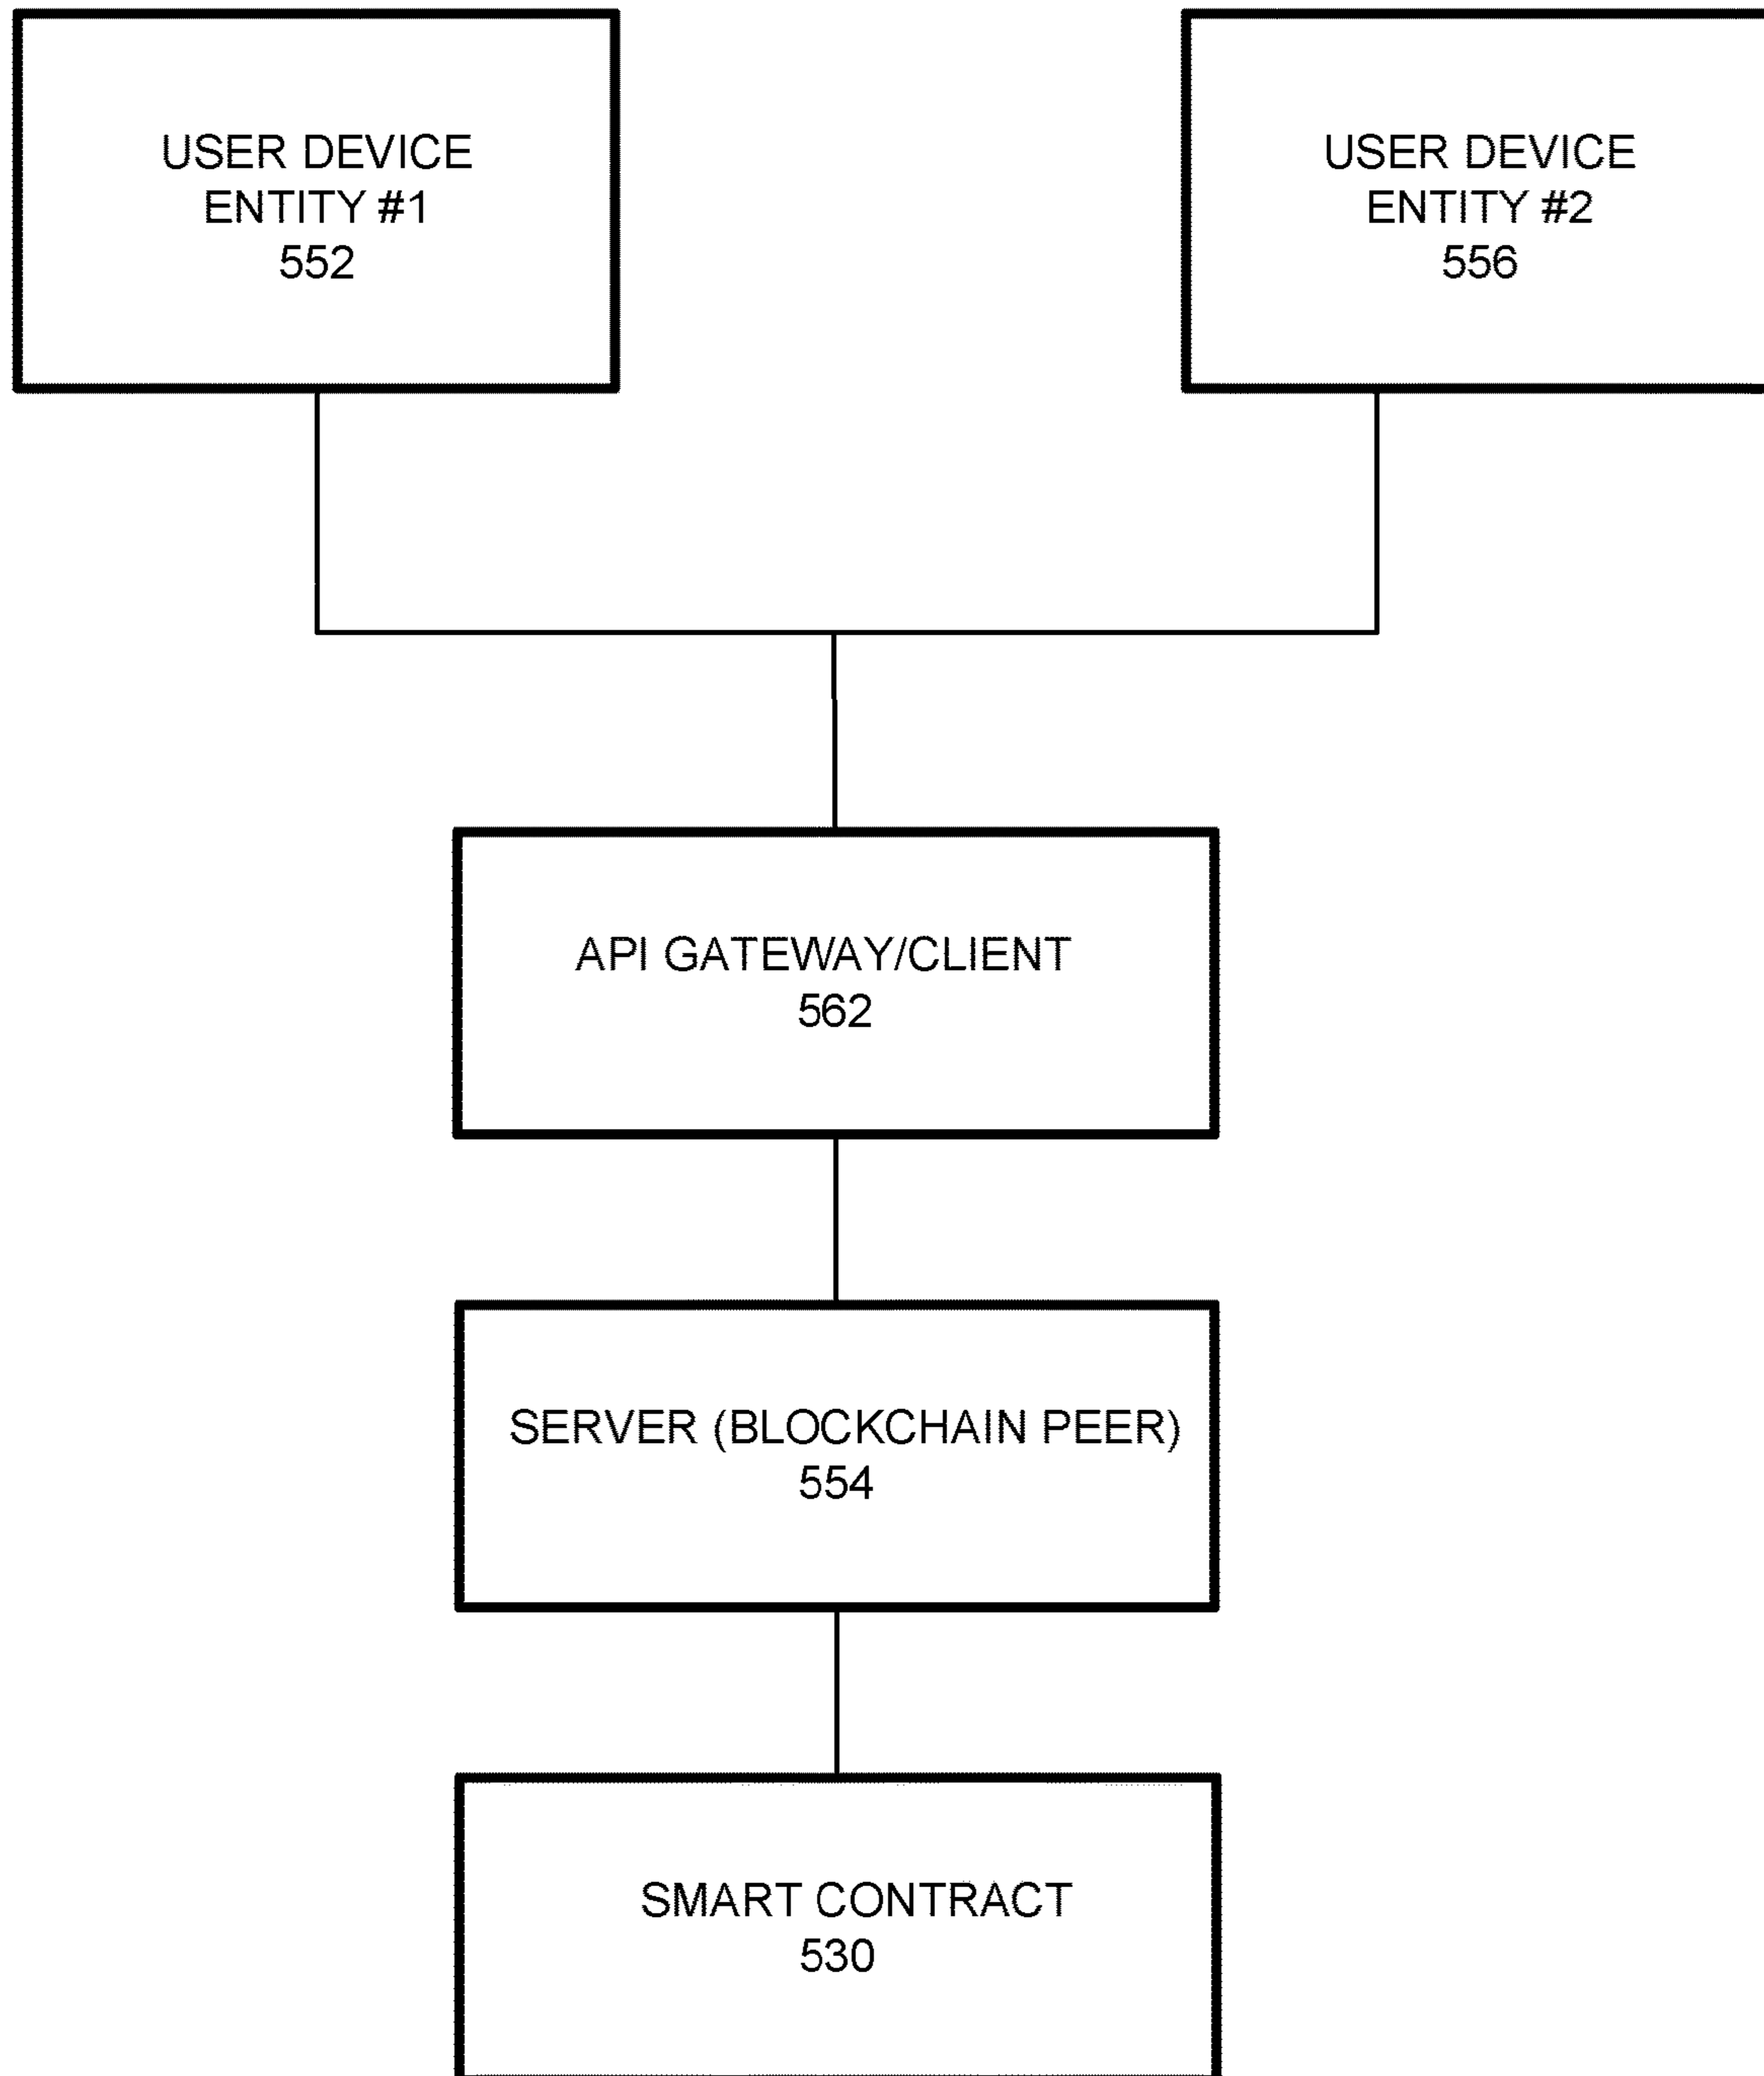 USER DEVICE
ENTITY #1
552
USER DEVICE
ENTITY #2
556
API GATEWAY/CLIENT
562
SERVER (BLOCKCHAIN PEER)
554
SMART CONTRACT
530